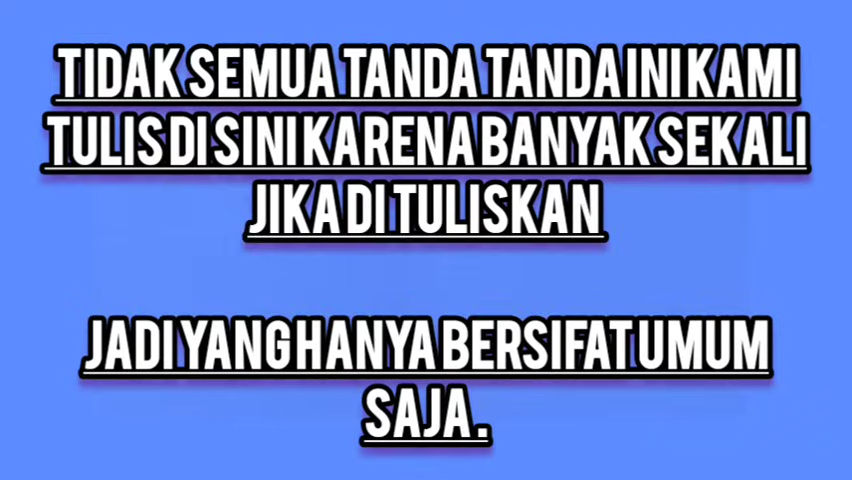 TIDAK SEMUA TANDA TANDA INI KAMI
TULIS DI SINI KARENA BANYAK SEKALI
JIKA DI TULISKAN
JADI YANG HANYA BERSIFAT UMUM
SAJA .